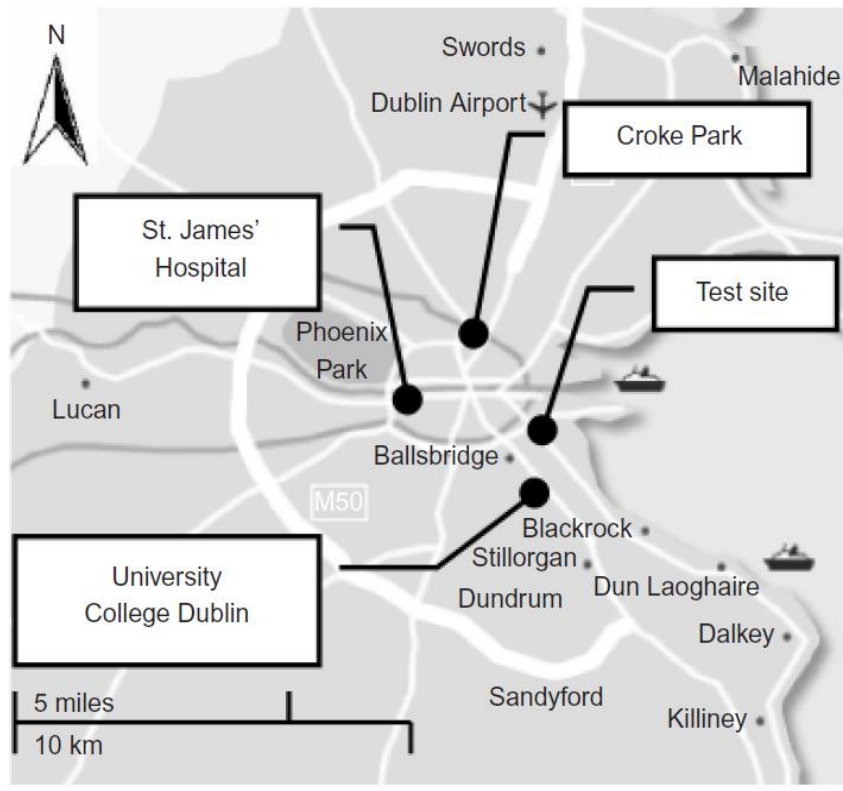 N
Swords
Malahide
Dublin Airport
Croke Park
St. James’
Hospital
Test site
Phoenix
Park
Lucan
Ballsbridge
M50
Blackrock
Stillorgan
University
College Dublin
Dundrum
Dun Laoghaire
Dalkey
Sandyford
Killiney
5 miles
10 km